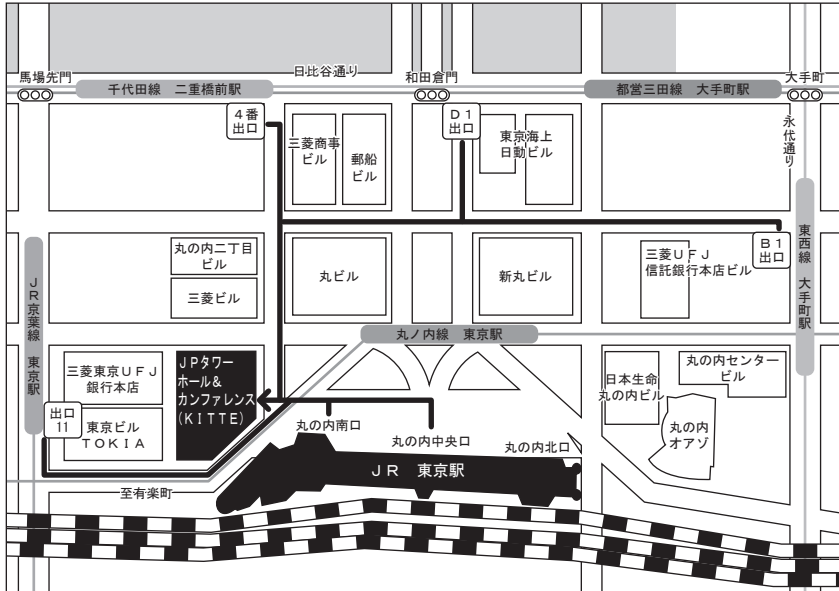 日比谷通り
馬場先門
和田倉門
大手町
千代田線 二重橋前駅
都営三田線 大手町駅
4番
出口
D1
出口
三菱商事
ビル
郵船
ビル
東京海上
日動ビル
永代通り
丸の内二丁目
ビル
三菱ビル
丸ビル
新丸ビル
三菱UFJ
信託銀行本店ビル
B1
出口
東西線 大手町駅
JR京葉線 東京駅
丸ノ内線 東京駅
三菱東京UFJ
銀行本店
JPタワー
ホール&
カンファレンス
(KITTE)
日本生命
丸の内ビル
丸の内センター
ビル
出口
11
東京ビル
TOKIA
丸の内南口
丸の内中央口
丸の内北口
丸の内
オアゾ
JR 東京駅
至有楽町